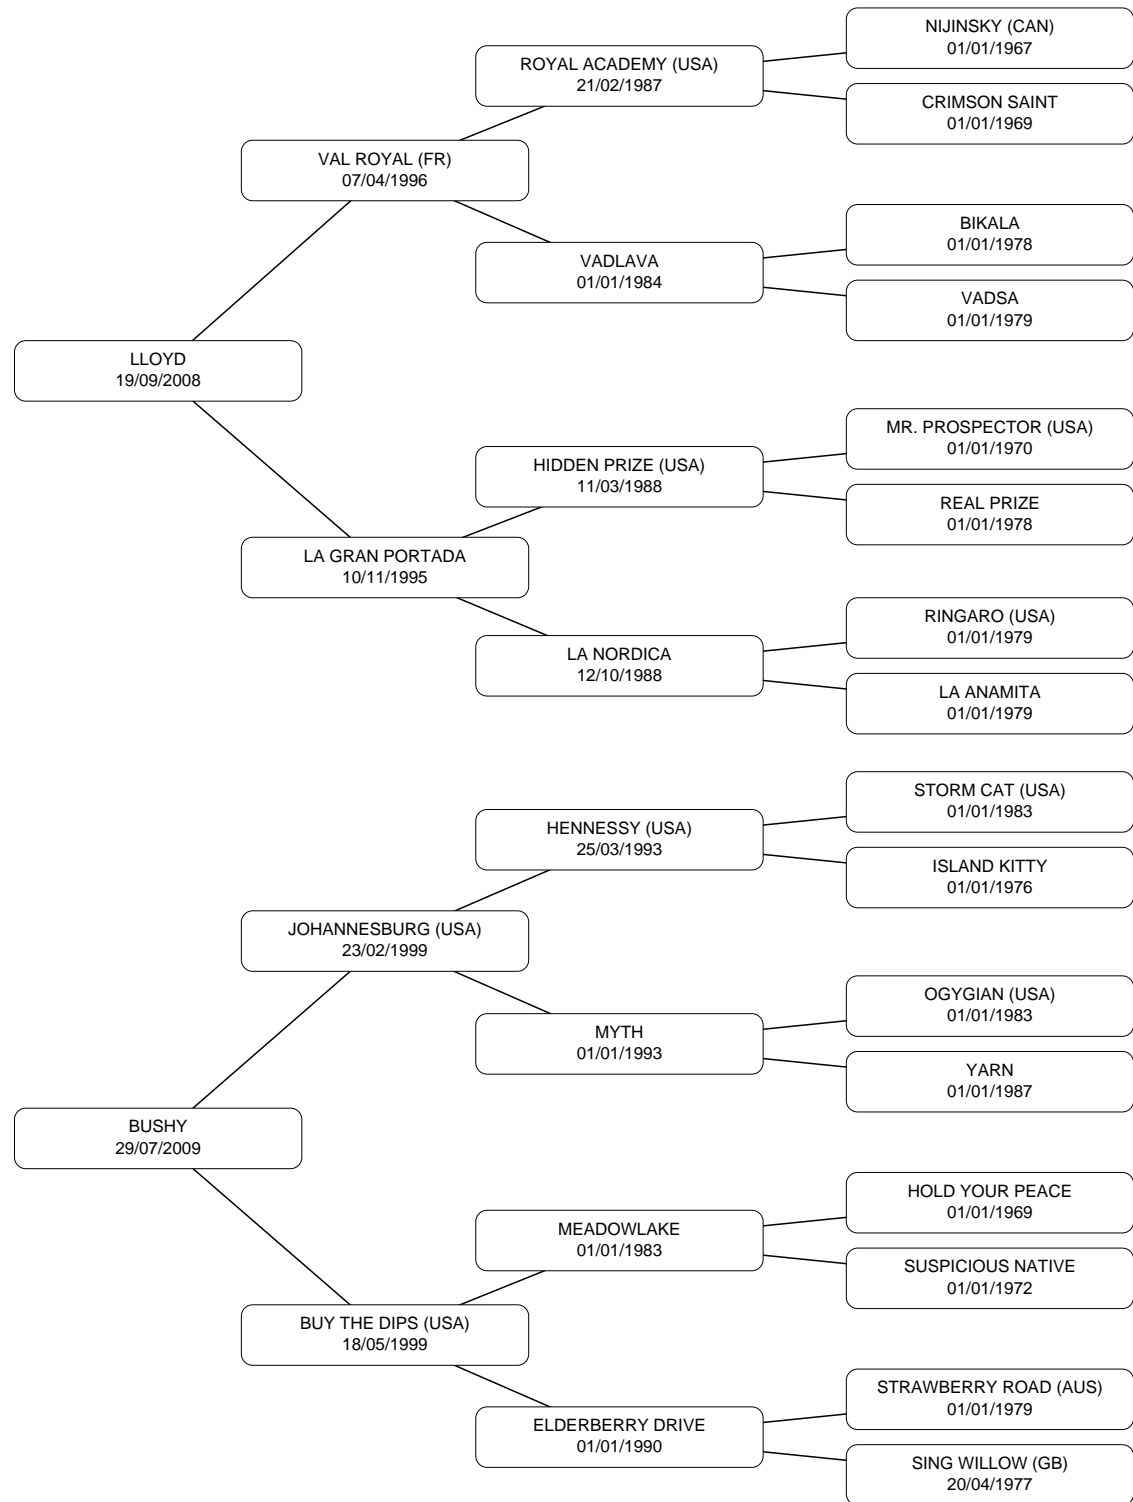 NIJINSKY (CAN)
01/01/1967
ROYAL ACADEMY (USA)
21/02/1987
CRIMSON SAINT
01/01/1969
VAL ROYAL (FR)
07/04/1996
BIKALA
01/01/1978
VADLAVA
01/01/1984
VADSA
01/01/1979
LLOYD
19/09/2008
MR. PROSPECTOR (USA)
01/01/1970
HIDDEN PRIZE (USA)
11/03/1988
REAL PRIZE
01/01/1978
LA GRAN PORTADA
10/11/1995
RINGARO (USA)
01/01/1979
LA NORDICA
12/10/1988
LA ANAMITA
01/01/1979
STORM CAT (USA)
01/01/1983
HENNESSY (USA)
25/03/1993
ISLAND KITTY
01/01/1976
JOHANNESBURG (USA)
23/02/1999
OGYGIAN (USA)
01/01/1983
MYTH
01/01/1993
YARN
01/01/1987
BUSHY
29/07/2009
HOLD YOUR PEACE
01/01/1969
MEADOWLAKE
01/01/1983
SUSPICIOUS NATIVE
01/01/1972
BUY THE DIPS (USA)
18/05/1999
STRAWBERRY ROAD (AUS)
01/01/1979
ELDERBERRY DRIVE
01/01/1990
SING WILLOW (GB)
20/04/1977